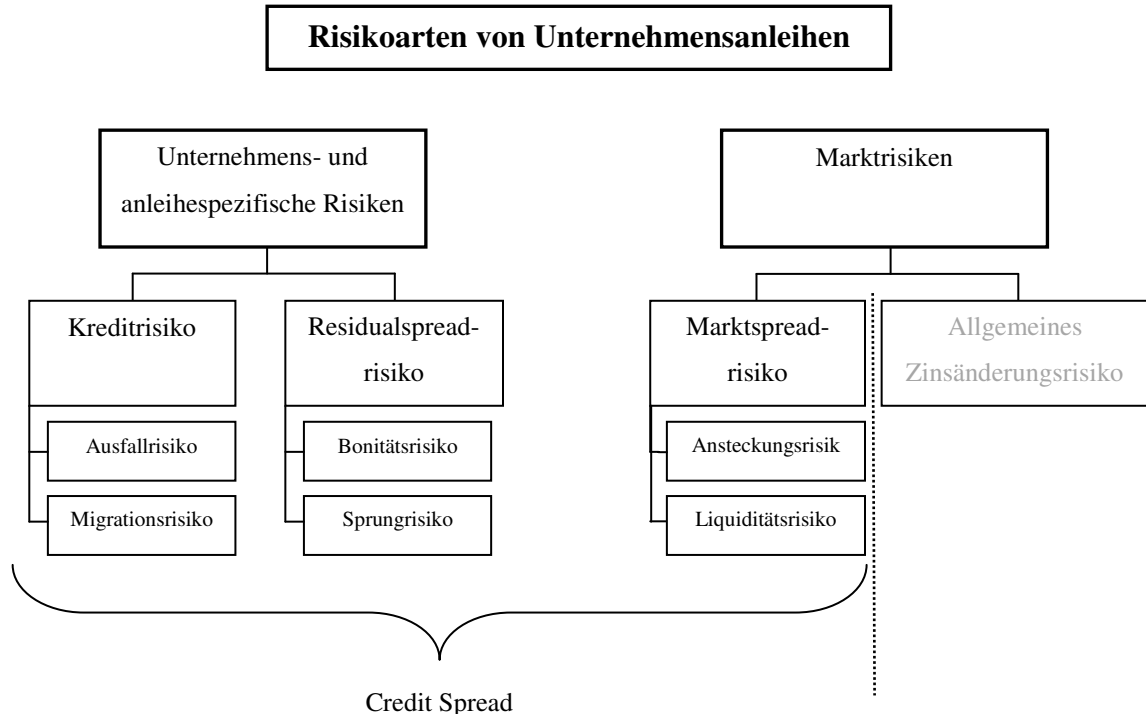 Risikoarten von Unternehmensanleihen
Unternehmens- und
anleihespezifische Risiken
Marktrisiken
Kreditrisiko
Residualspread-
risiko
Marktspread-
risiko
Allgemeines
Zinsänderungsrisiko
Ausfallrisiko
Bonitätsrisiko
Ansteckungsrisik
Migrationsrisiko
Sprungrisiko
Liquiditätsrisiko
Credit Spread